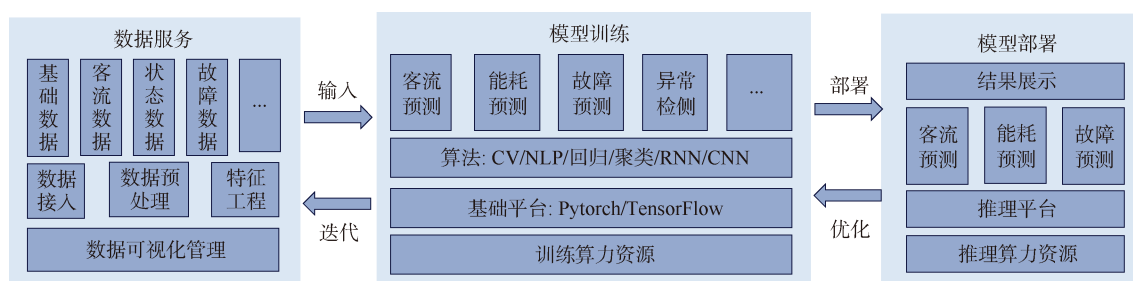 数据服务
基础数据
客流数据
状态数据
故障数据
...
数据
接入
数据预
处理
特征
工程
数据可视化管理
输入
迭代
模型训练
客流
预测
能耗
预测
故障
预测
异常
检侧
...
算法: CV/NLP/回归/聚类/RNN/CNN
基础平台: Pytorch/TensorFlow
训练算力资源
部署
优化
模型部署
结果展示
客流
预测
能耗
预测
故障
预测
推理平台
推理算力资源